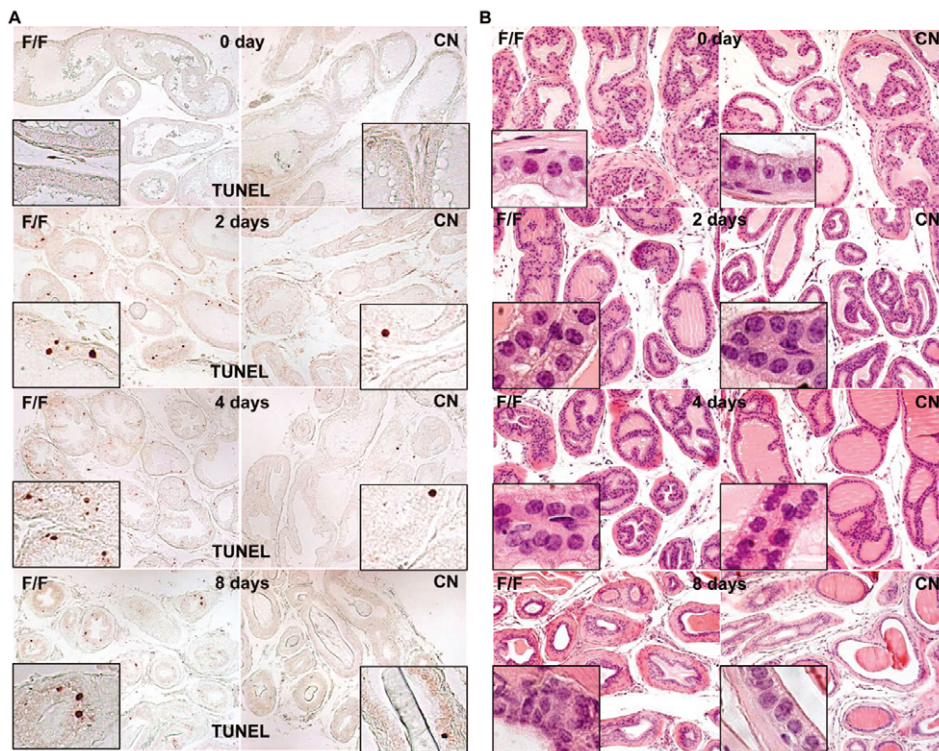 A
F/F 0 day CN
TUNEL
F/F 2 days CN
TUNEL
F/F 4 days CN
TUNEL
F/F 8 days CN
TUNEL
B
F/F 0 day CN
F/F 2 days CN
F/F 4 days CN
F/F 8 days CN